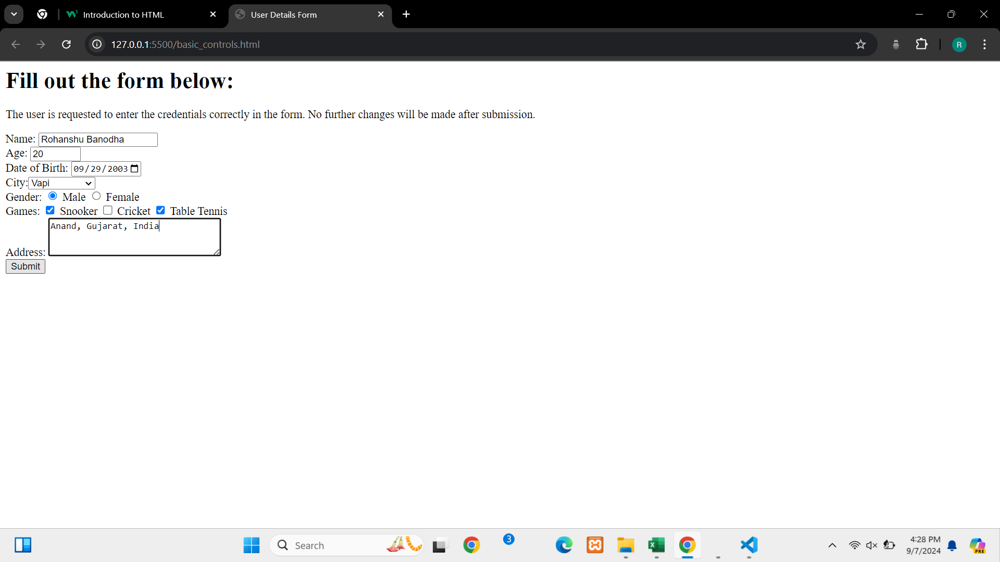 Introduction to HTML
User Details Form
127.0.0.1:5500/basic_controls.html
R
Fill out the form below:
The user is requested to enter the credentials correctly in the form. No further changes will be made after submission.
Name: Rohanshu Banodha
Age: 20
Date of Birth: 09/29/2003
City: Vapi
Gender: Male Female
Games: Snooker Cricket Table Tennis
Anand, Gujarat, India
Address:
Submit
Search
3
4:28 PM
9/7/2024
PRE